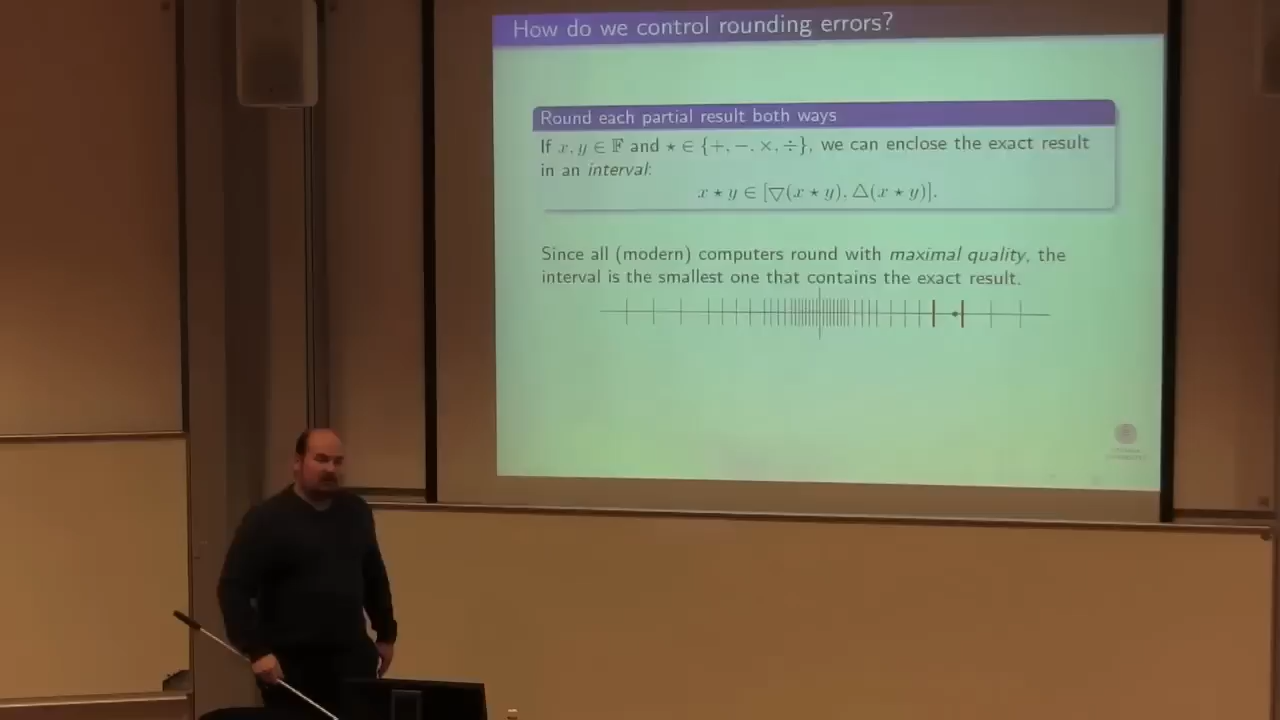 How do we control rounding errors?
Round each partial result both ways
If x, y ∈ 𝔽 and ⋆ ∈ {+, −, ×, ÷}, we can enclose the exact result
in an interval:
x ⋆ y ∈ [▽(x ⋆ y), △(x ⋆ y)].
Since all (modern) computers round with maximal quality, the
interval is the smallest one that contains the exact result.